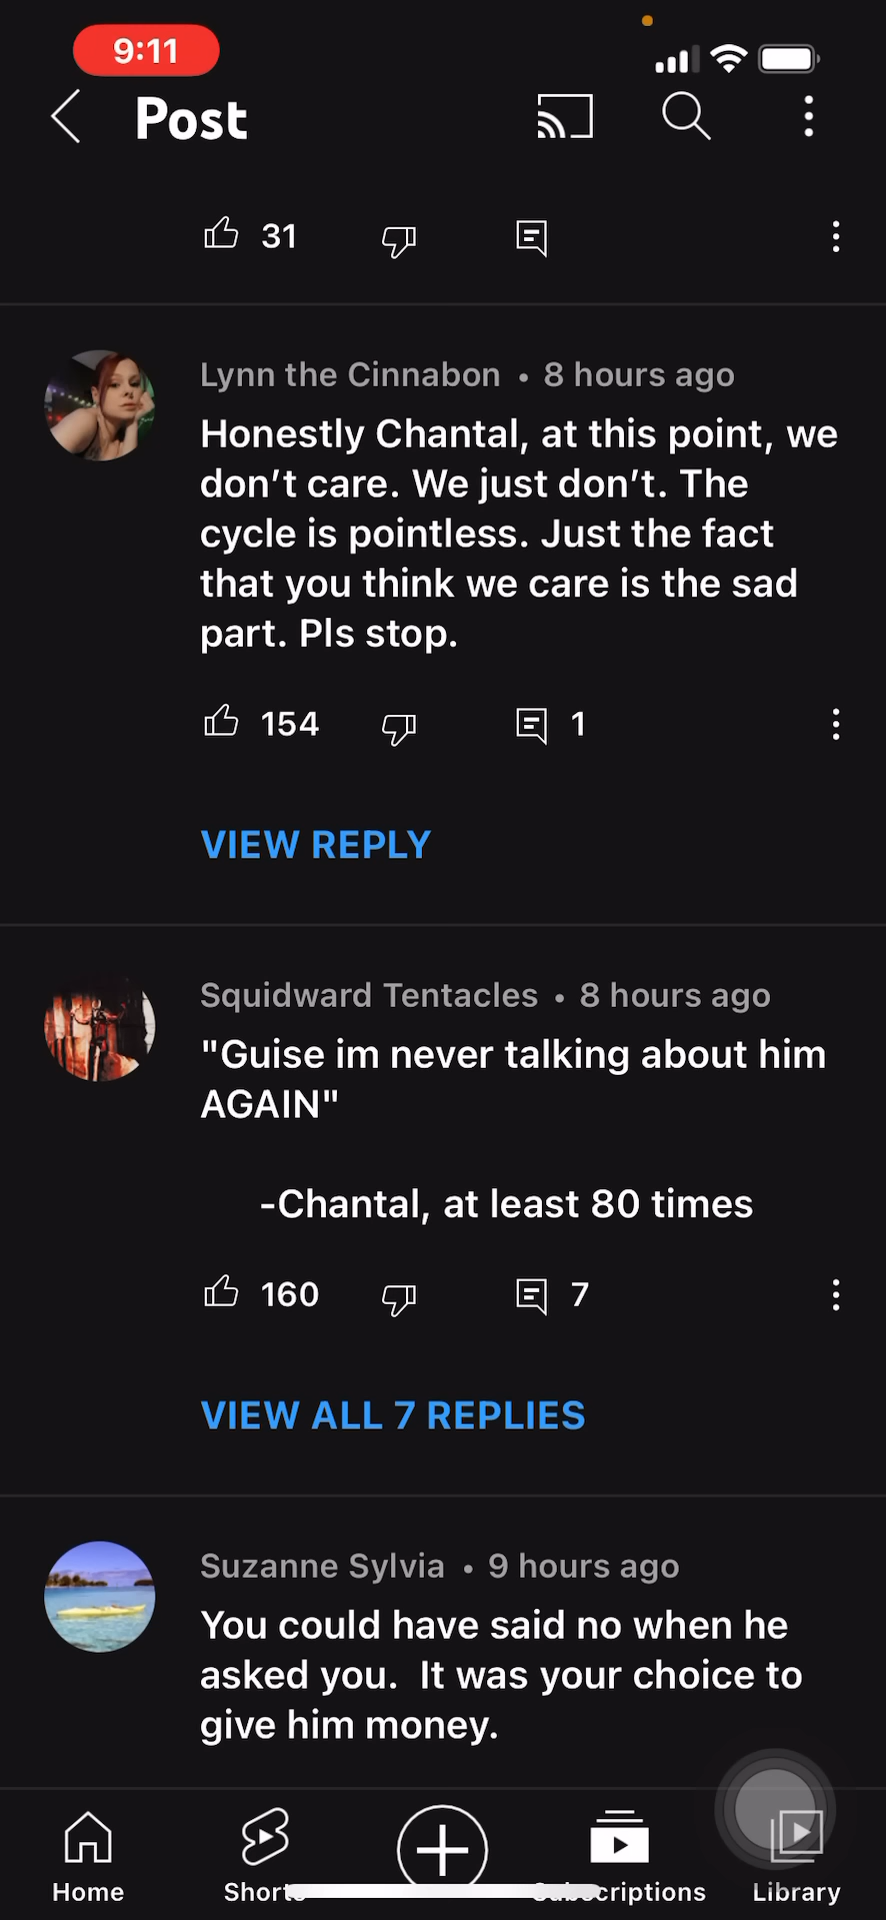 9:11
Post
31
Lynn the Cinnabon • 8 hours ago
Honestly Chantal, at this point, we
don’t care. We just don’t. The
cycle is pointless. Just the fact
that you think we care is the sad
part. Pls stop.
154 1
VIEW REPLY
Squidward Tentacles • 8 hours ago
"Guise im never talking about him
AGAIN"
-Chantal, at least 80 times
160 7
VIEW ALL 7 REPLIES
Suzanne Sylvia • 9 hours ago
You could have said no when he
asked you.  It was your choice to
give him money.
Home Shorts Subscriptions Library